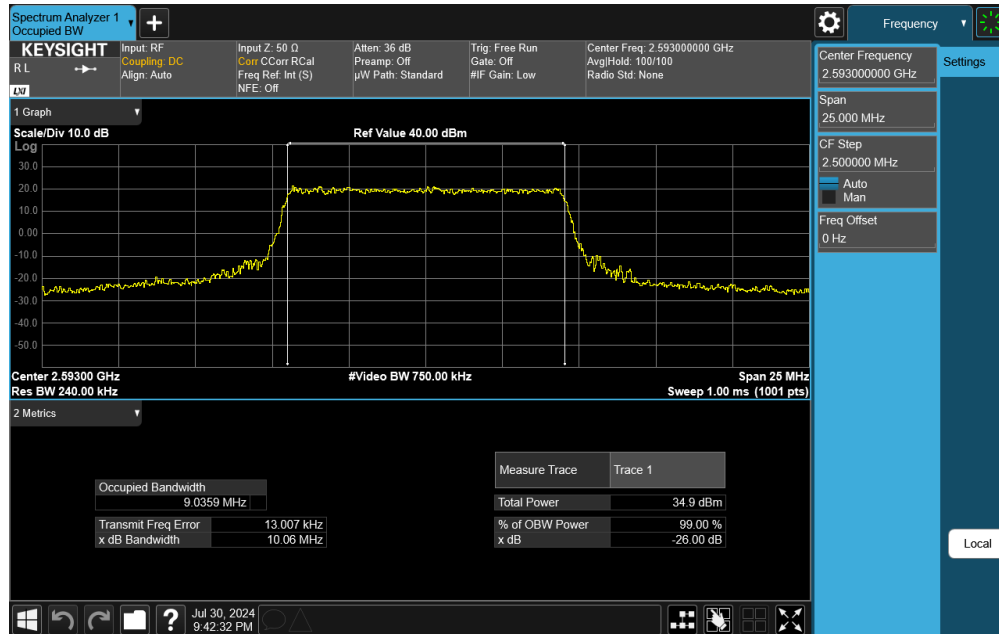 Spectrum Analyzer 1
Occupied BW
KEYSIGHT
R L
LXI
Input: RF
Coupling: DC
Align: Auto
Input Z: 50 Ω
Corr CCorr RCal
Freq Ref: Int (S)
NFE: Off
Atten: 36 dB
Preamp: Off
µW Path: Standard
Trig: Free Run
Gate: Off
#IF Gain: Low
Center Freq: 2.593000000 GHz
Avg|Hold: 100/100
Radio Std: None
1 Graph
Scale/Div 10.0 dB
Ref Value 40.00 dBm
Log
30.0
20.0
10.0
0.00
-10.0
-20.0
-30.0
-40.0
-50.0
Center 2.59300 GHz
#Video BW 750.00 kHz
Span 25 MHz
Res BW 240.00 kHz
Sweep 1.00 ms (1001 pts)
2 Metrics
Occupied Bandwidth
9.0359 MHz
Transmit Freq Error 13.007 kHz
x dB Bandwidth 10.06 MHz
Measure Trace Trace 1
Total Power 34.9 dBm
% of OBW Power 99.00 %
x dB -26.00 dB
Frequency
Settings
Center Frequency
2.593000000 GHz
Span
25.000 MHz
CF Step
2.500000 MHz
Auto
Man
Freq Offset
0 Hz
Local
?
Jul 30, 2024
9:42:32 PM